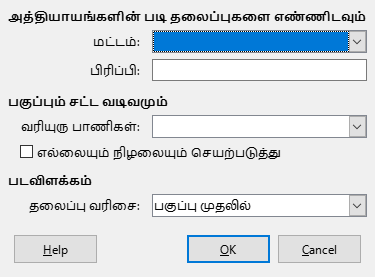 அத்தியாயங்களின் படி தலைப்புகளை எண்ணிடவும்
மட்டம்:
பிரிப்பி:
பகுப்பும் சட்ட வடிவமும்
வரியுரு பாணிகள்:
எல்லையும் நிழலையும் செயற்படுத்து
படவிளக்கம்
தலைப்பு வரிசை: பகுப்பு முதலில்
Help OK Cancel